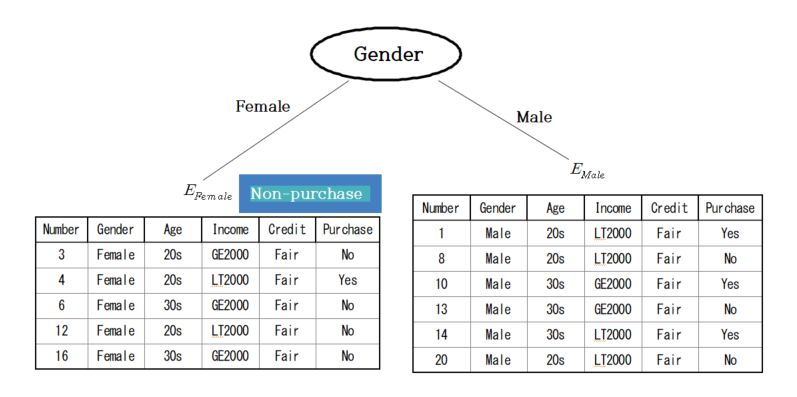 Gender
Female
Male
E Female
Non-purchase
E Male
Number Gender Age Income Credit Purchase
3 Female 20s GE2000 Fair No
4 Female 20s LT2000 Fair Yes
6 Female 30s GE2000 Fair No
12 Female 20s LT2000 Fair No
16 Female 30s GE2000 Fair No
Number Gender Age Income Credit Purchase
1 Male 20s LT2000 Fair Yes
8 Male 20s LT2000 Fair No
10 Male 30s GE2000 Fair Yes
13 Male 30s GE2000 Fair No
14 Male 30s LT2000 Fair Yes
20 Male 20s LT2000 Fair No